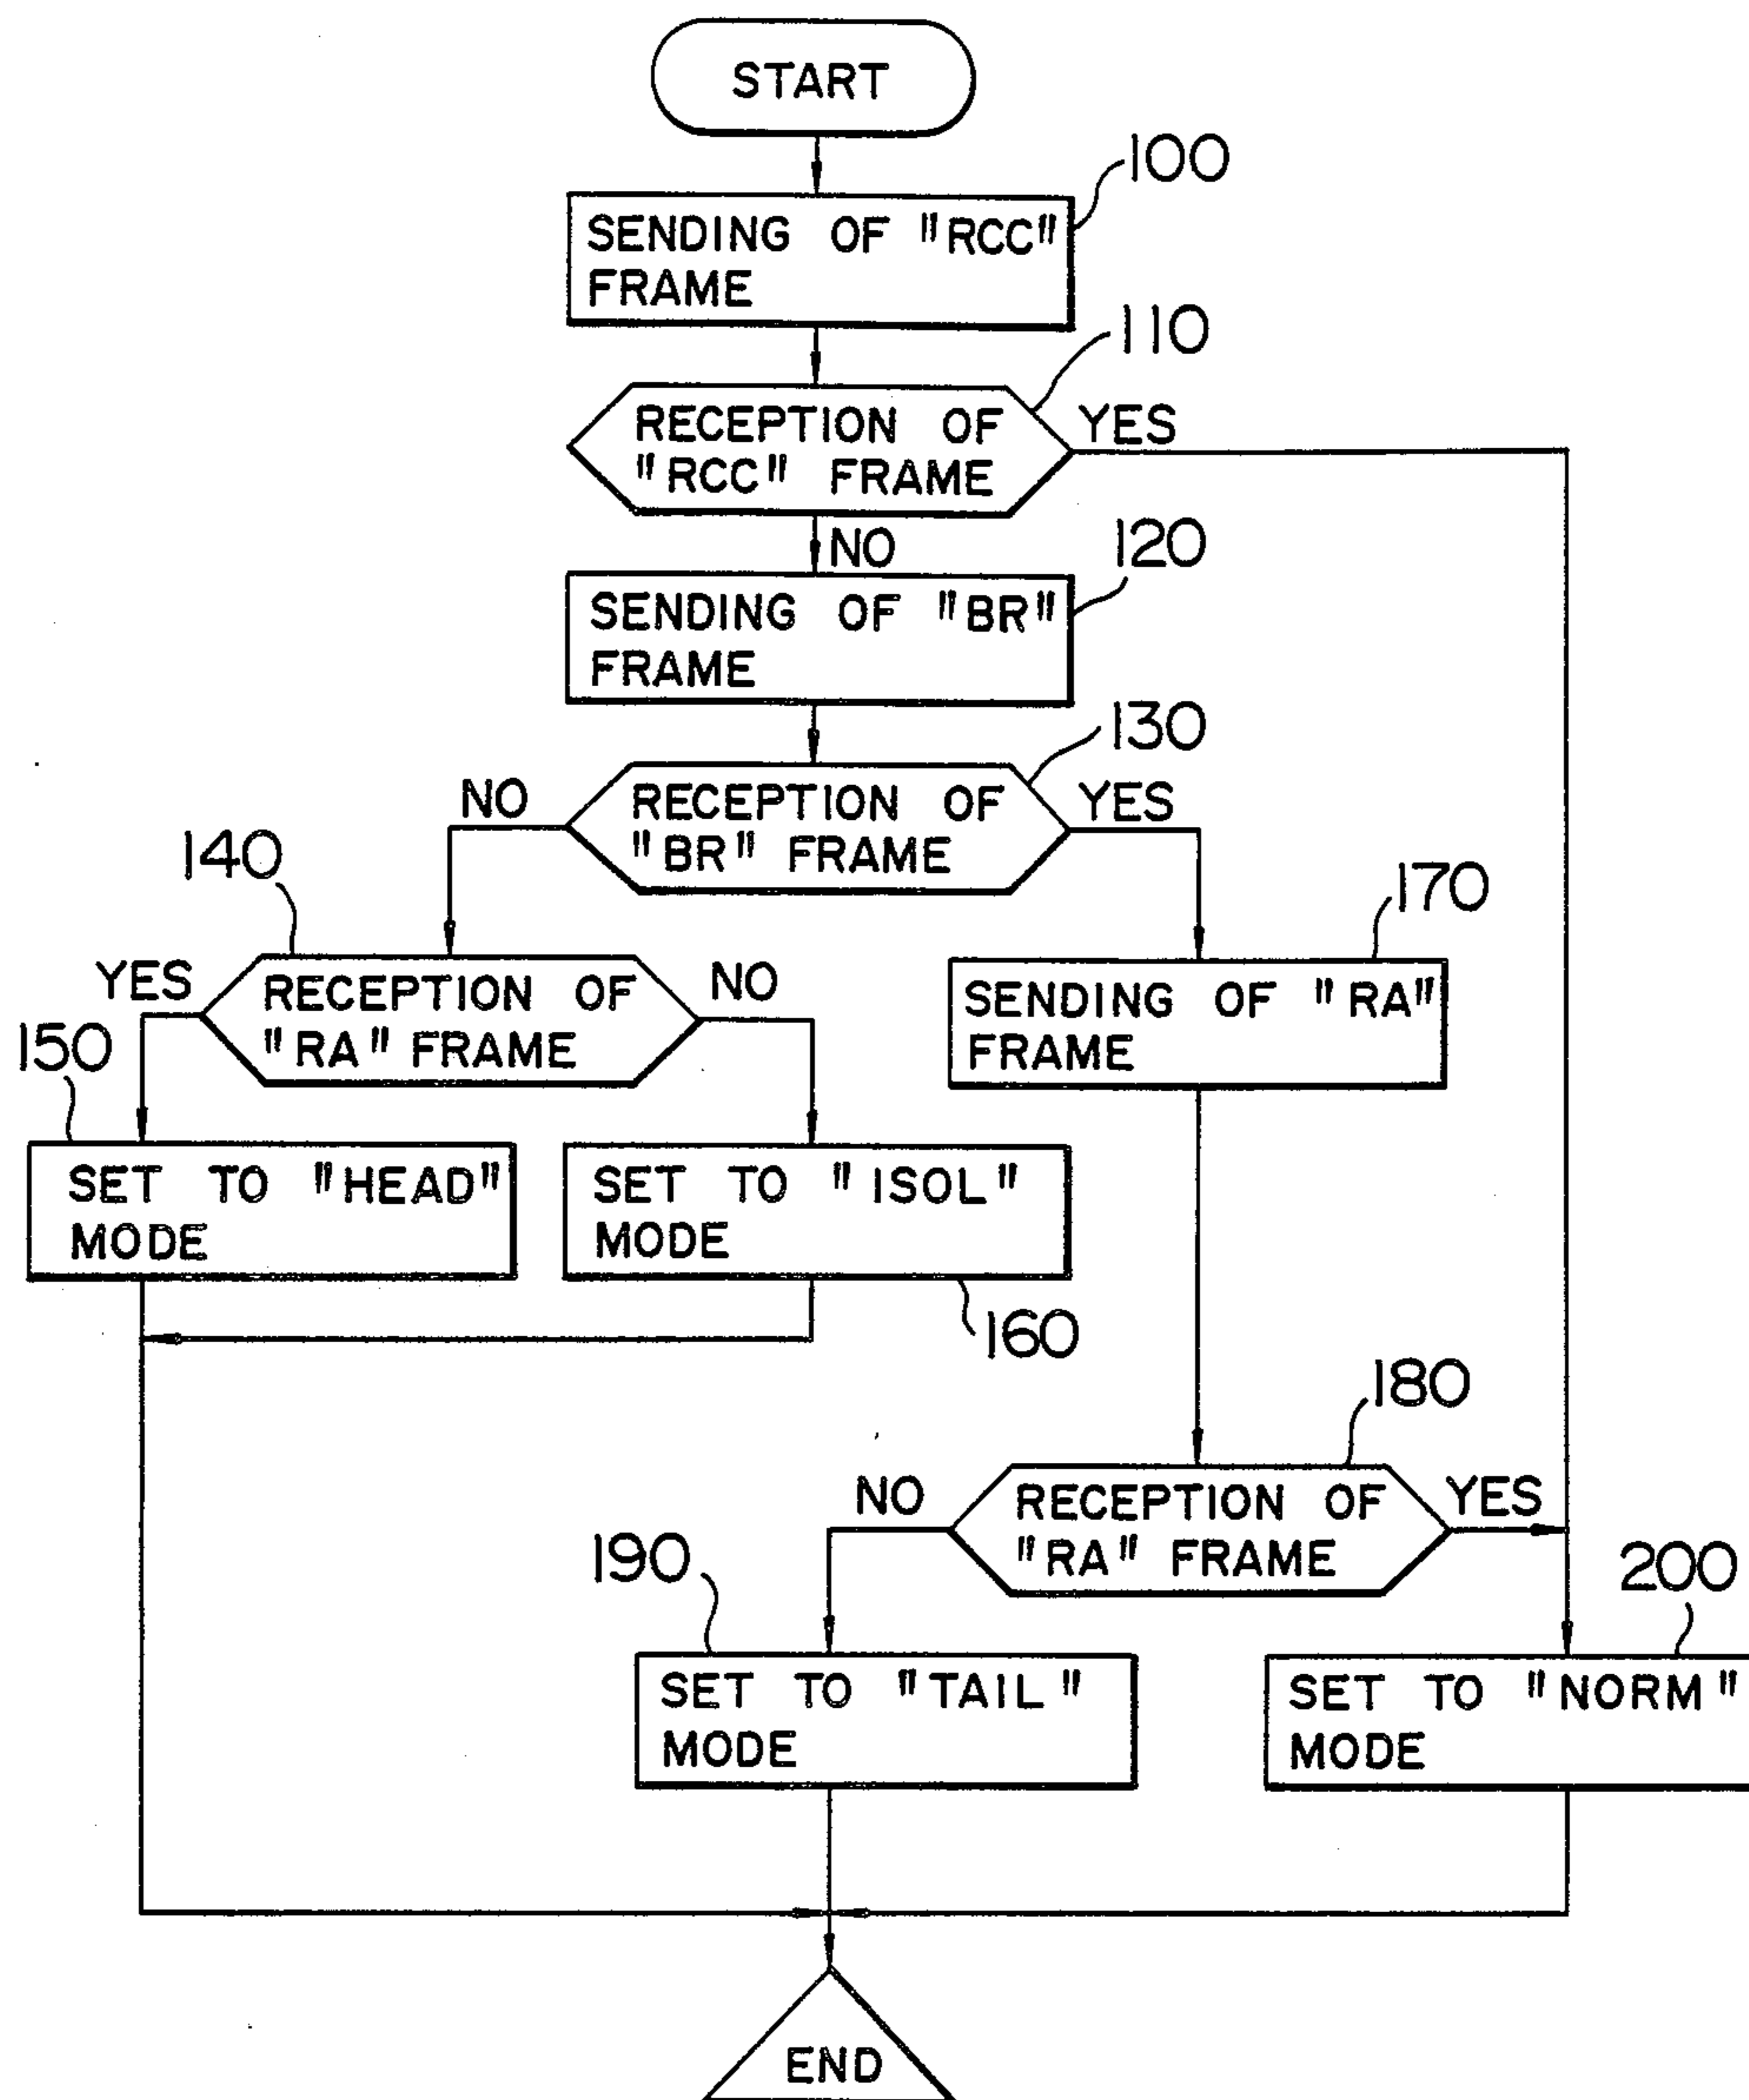 START
100
SENDING OF "RCC"
FRAME
110
RECEPTION OF
"RCC" FRAME
YES
NO
120
SENDING OF "BR"
FRAME
130
NO
RECEPTION OF
"BR" FRAME
YES
140
170
YES
RECEPTION OF
"RA" FRAME
NO
SENDING OF "RA"
FRAME
150
SET TO "HEAD"
MODE
SET TO "ISOL"
MODE
160
180
NO
RECEPTION OF
"RA" FRAME
YES
190
200
SET TO "TAIL"
MODE
SET TO "NORM"
MODE
END